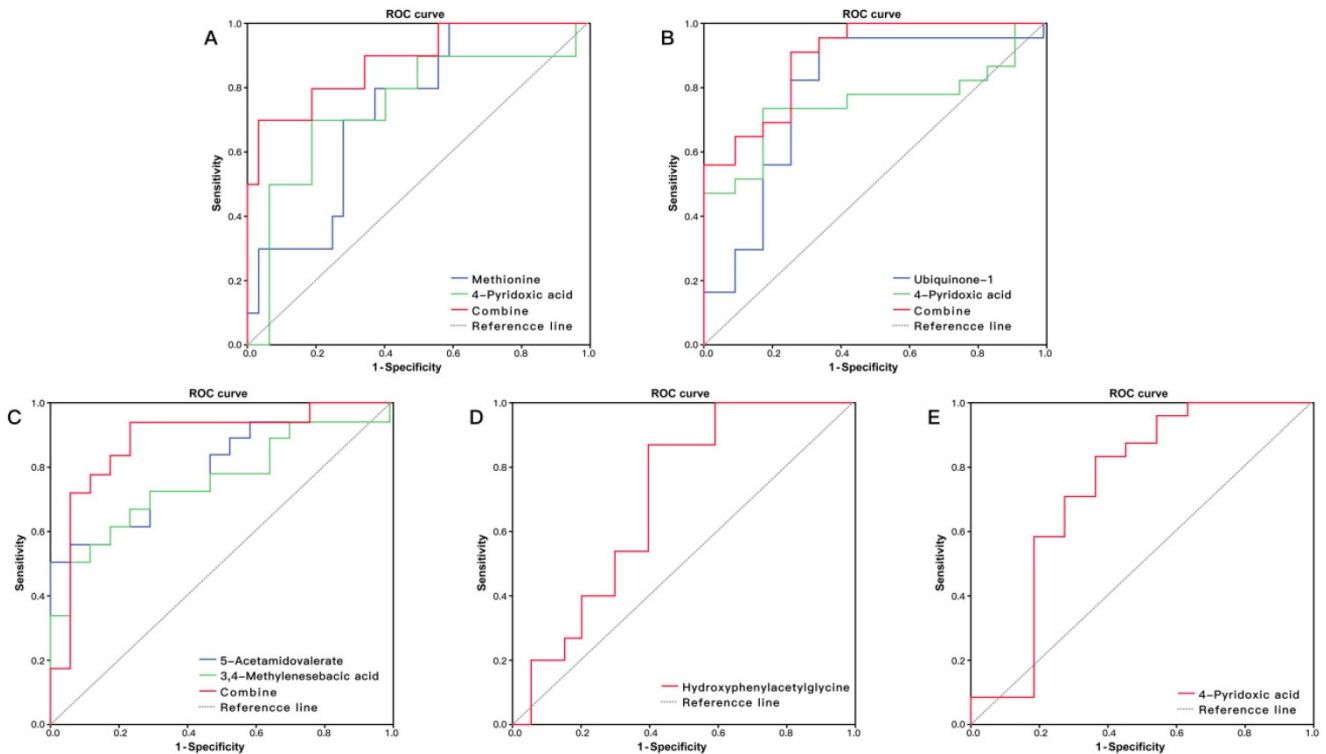 A
ROC curve
Sensitivity
1.0
0.8
0.6
0.4
0.2
0.0
Methionine
4-Pyridoxic acid
Combine
Referencce line
0.0 0.2 0.4 0.6 0.8 1.0
1-Specificity
B
ROC curve
Sensitivity
1.0
0.8
0.6
0.4
0.2
0.0
Ubiquinone-1
4-Pyridoxic acid
Combine
Referencce line
0.0 0.2 0.4 0.6 0.8 1.0
1-Specificity
C
ROC curve
Sensitivity
1.0
0.8
0.6
0.4
0.2
0.0
5-Acetamidovalerate
3,4-Methylenesebacic acid
Combine
Referencce line
0.0 0.2 0.4 0.6 0.8 1.0
1-Specificity
D
ROC curve
Sensitivity
1.0
0.8
0.6
0.4
0.2
0.0
Hydroxyphenylacetylglycine
Referencce line
0.0 0.2 0.4 0.6 0.8 1.0
1-Specificity
E
ROC curve
Sensitivity
1.0
0.8
0.6
0.4
0.2
0.0
4-Pyridoxic acid
Referencce line
0.0 0.2 0.4 0.6 0.8 1.0
1-Specificity